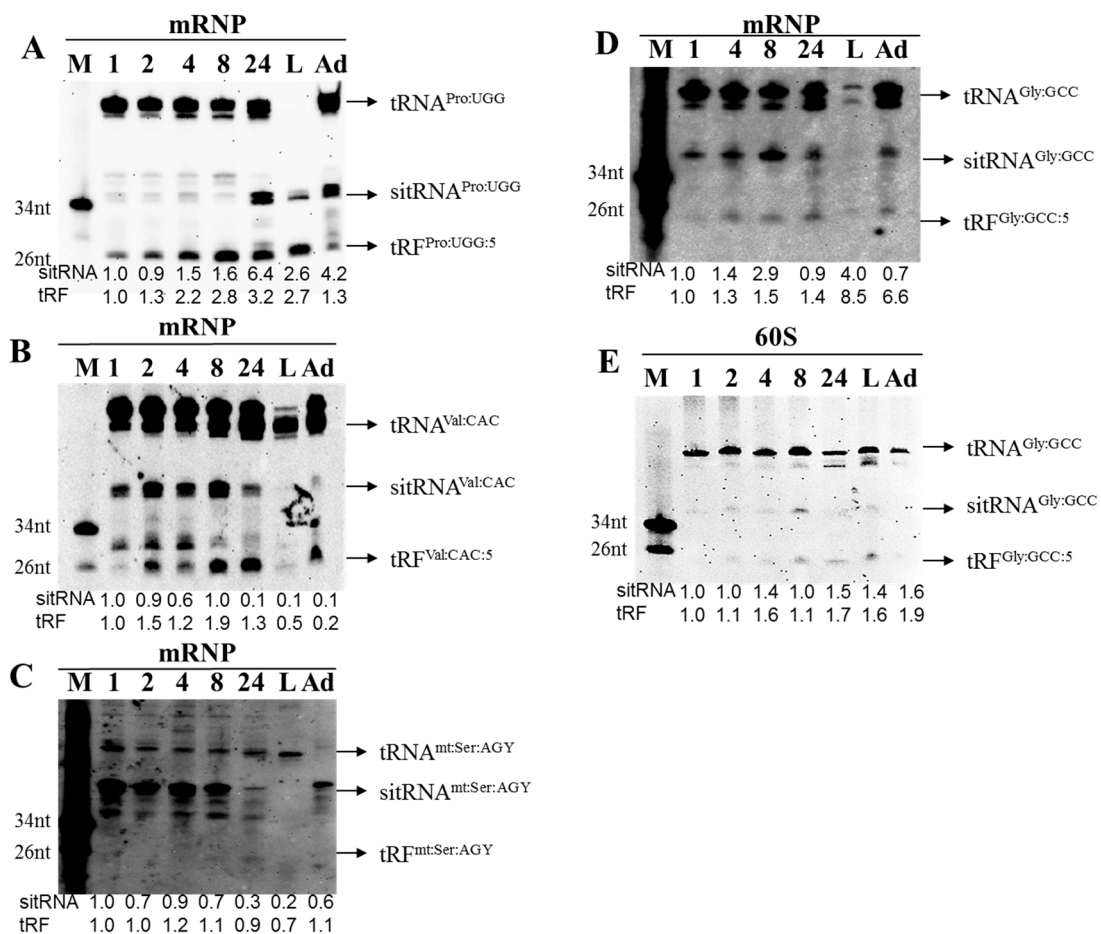 A
mRNP
M 1 2 4 8 24 L Ad
tRNAPro:UGG
sitRNAPro:UGG
34nt
tRFPro:UGG:5
26nt
sitRNA 1.0 0.9 1.5 1.6 6.4 2.6 4.2
tRF 1.0 1.3 2.2 2.8 3.2 2.7 1.3
B
mRNP
M 1 2 4 8 24 L Ad
tRNAVal:CAC
sitRNAVal:CAC
34nt
tRFVal:CAC:5
26nt
sitRNA 1.0 0.9 0.6 1.0 0.1 0.1 0.1
tRF 1.0 1.5 1.2 1.9 1.3 0.5 0.2
C
mRNP
M 1 2 4 8 24 L Ad
tRNAmt:Ser:AGY
sitRNAmt:Ser:AGY
34nt
26nt
tRFmt:Ser:AGY
sitRNA 1.0 0.7 0.9 0.7 0.3 0.2 0.6
tRF 1.0 1.0 1.2 1.1 0.9 0.7 1.1
D
mRNP
M 1 4 8 24 L Ad
tRNAGly:GCC
sitRNAGly:GCC
34nt
26nt
tRFGly:GCC:5
sitRNA 1.0 1.4 2.9 0.9 4.0 0.7
tRF 1.0 1.3 1.5 1.4 8.5 6.6
E
60S
M 1 2 4 8 24 L Ad
tRNAGly:GCC
sitRNAGly:GCC
34nt
26nt
tRFGly:GCC:5
sitRNA 1.0 1.0 1.4 1.0 1.5 1.4 1.6
tRF 1.0 1.1 1.6 1.1 1.7 1.6 1.9